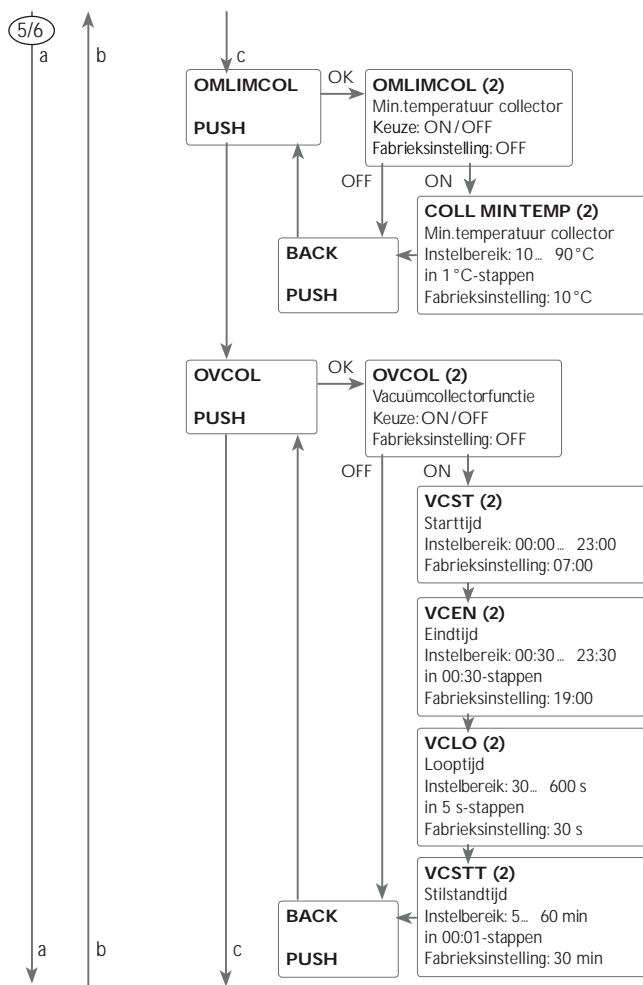 5/6
a
b
c
OMLIMCOL
PUSH
OK
OMLIMCOL (2)
Min.temperatuur collector
Keuze: ON/OFF
Fabrieksinstelling: OFF
OFF
ON
COLL MINTEMP (2)
Min.temperatuur collector
Instelbereik: 10... 90°C
in 1°C-stappen
Fabrieksinstelling: 10°C
BACK
PUSH
OVCOL
PUSH
OK
OVCOL (2)
Vacuümcollectorfunctie
Keuze: ON/OFF
Fabrieksinstelling: OFF
OFF
ON
VCST (2)
Starttijd
Instelbereik: 00:00... 23:00
Fabrieksinstelling: 07:00
VCEN (2)
Eindtijd
Instelbereik: 00:30... 23:30
in 00:30-stappen
Fabrieksinstelling: 19:00
VCLO (2)
Looptijd
Instelbereik: 30... 600 s
in 5 s-stappen
Fabrieksinstelling: 30 s
VCSTT (2)
Stilstandtijd
Instelbereik: 5... 60 min
in 00:01-stappen
Fabrieksinstelling: 30 min
BACK
PUSH
a
b
c